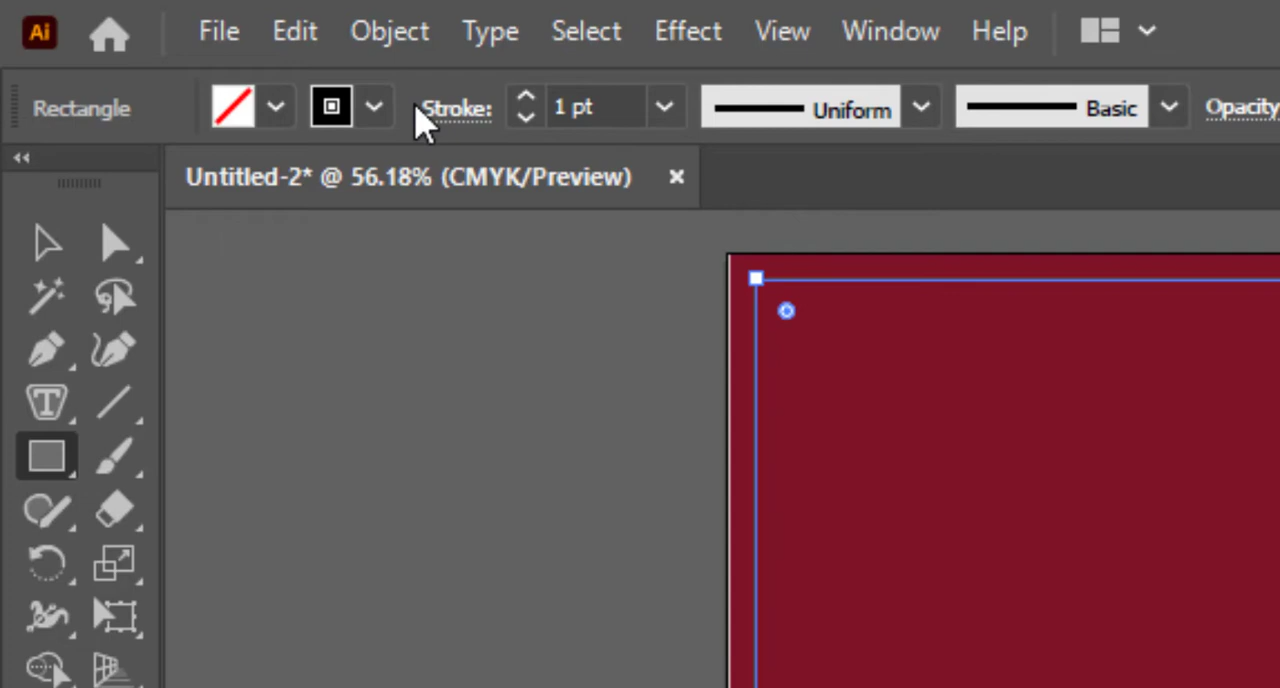 Ai File Edit Object Type Select Effect View Window Help
Rectangle Stroke: 1 pt Uniform Basic Opacity
Untitled-2* @ 56.18% (CMYK/Preview) ×